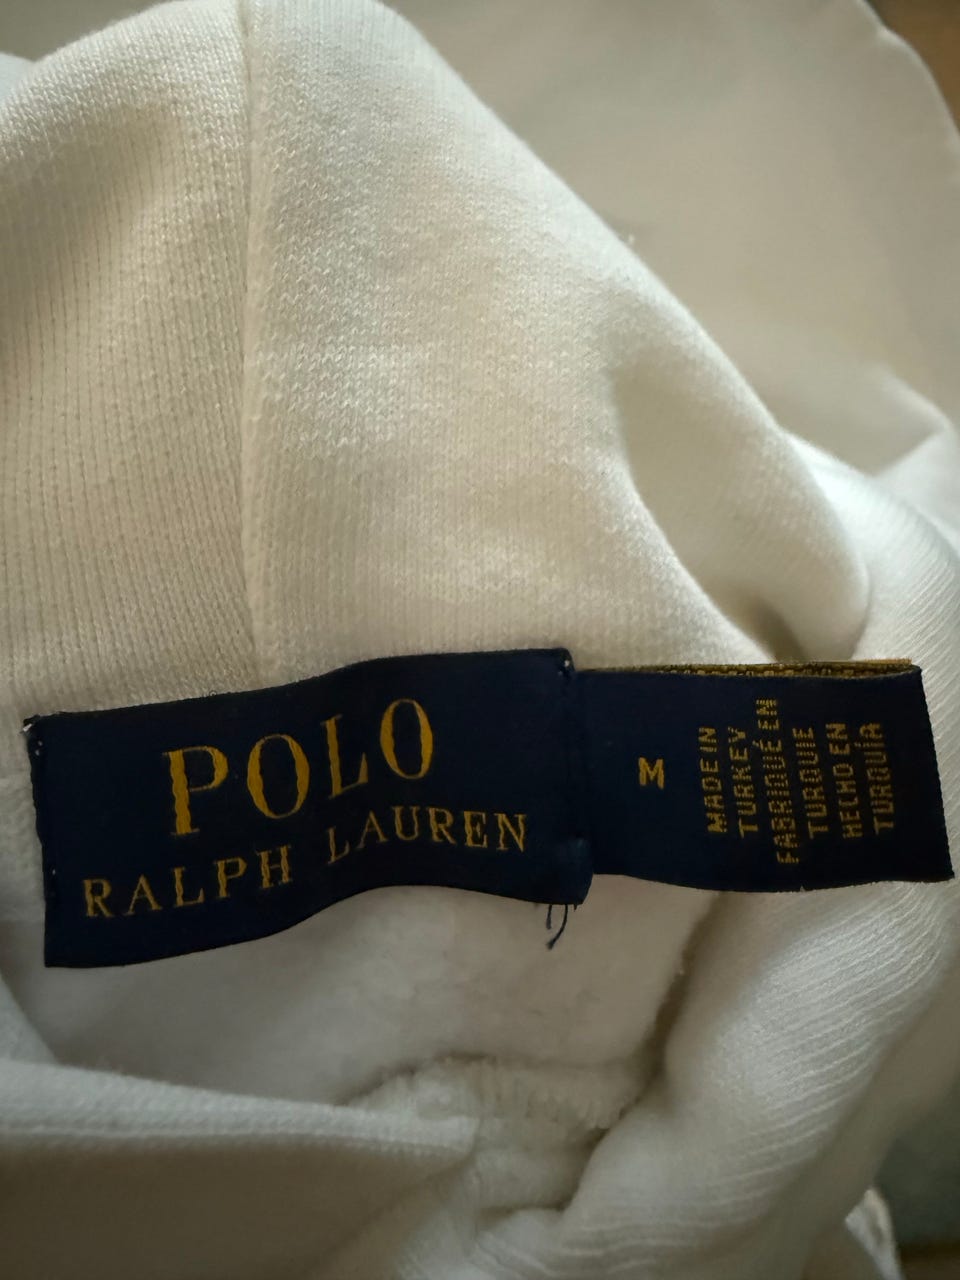 POLO
RALPH LAUREN
M
MADE IN
TURKEY
FABRIQUÉ EN
TURQUIE
HECHO EN
TURQUÍA